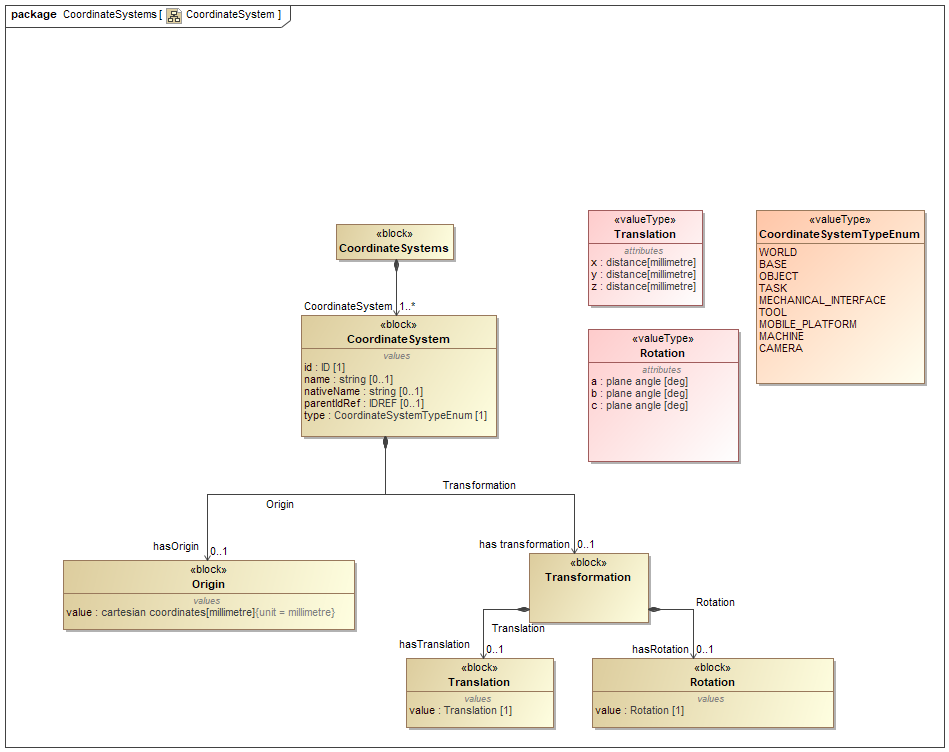 package CoordinateSystems [ CoordinateSystem ]
«block»
CoordinateSystems
CoordinateSystem 1..*
«block»
CoordinateSystem
values
id : ID [1]
name : string [0..1]
nativeName : string [0..1]
parentIdRef : IDREF [0..1]
type : CoordinateSystemTypeEnum [1]
«valueType»
Translation
attributes
x : distance[millimetre]
y : distance[millimetre]
z : distance[millimetre]
«valueType»
CoordinateSystemTypeEnum
WORLD
BASE
OBJECT
TASK
MECHANICAL_INTERFACE
TOOL
MOBILE_PLATFORM
MACHINE
CAMERA
«valueType»
Rotation
attributes
a : plane angle [deg]
b : plane angle [deg]
c : plane angle [deg]
Transformation
Origin
hasOrigin 0..1
has transformation 0..1
«block»
Origin
values
value : cartesian coordinates[millimetre]{unit = millimetre}
«block»
Transformation
Translation
Rotation
hasTranslation 0..1
hasRotation 0..1
«block»
Translation
values
value : Translation [1]
«block»
Rotation
values
value : Rotation [1]